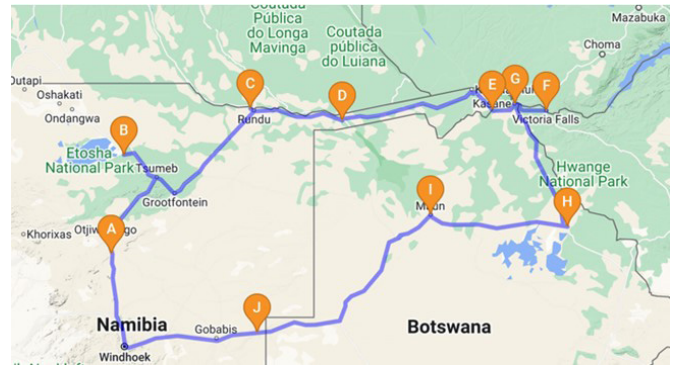 Coutada
Pública
do Longa
Mavinga
Coutada
pública
do Luiana
Mazabuka
Choma
Outapi
Oshakati
Ondangwa
C
D
E
G
F
Kasane
Victoria Falls
Rundu
B
Etosha
National Park
Tsumeb
Grootfontein
Hwange
National Park
A
I
H
Khorixas
Maun
J
Namibia
Gobabis
Botswana
Windhoek